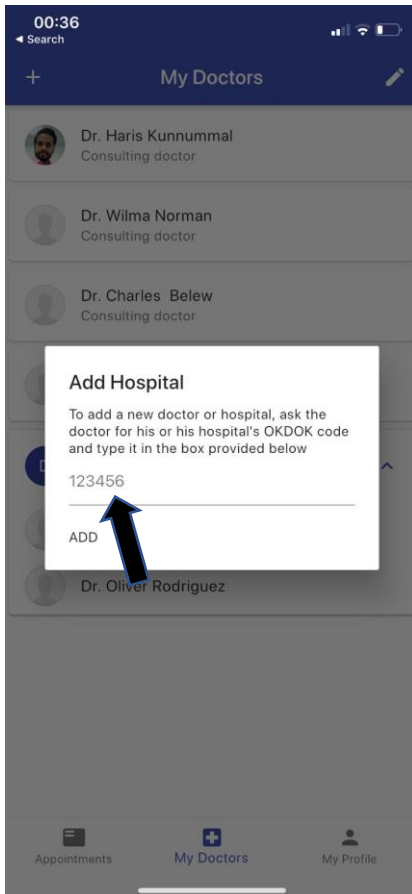 00:36
◄ Search
+ My Doctors
Dr. Haris Kunnummal
Consulting doctor
Dr. Wilma Norman
Consulting doctor
Dr. Charles Belew
Consulting doctor
Add Hospital
To add a new doctor or hospital, ask the
doctor for his or his hospital's OKDOK code
and type it in the box provided below
123456
ADD
Dr. Oliver Rodriguez
Appointments My Doctors My Profile